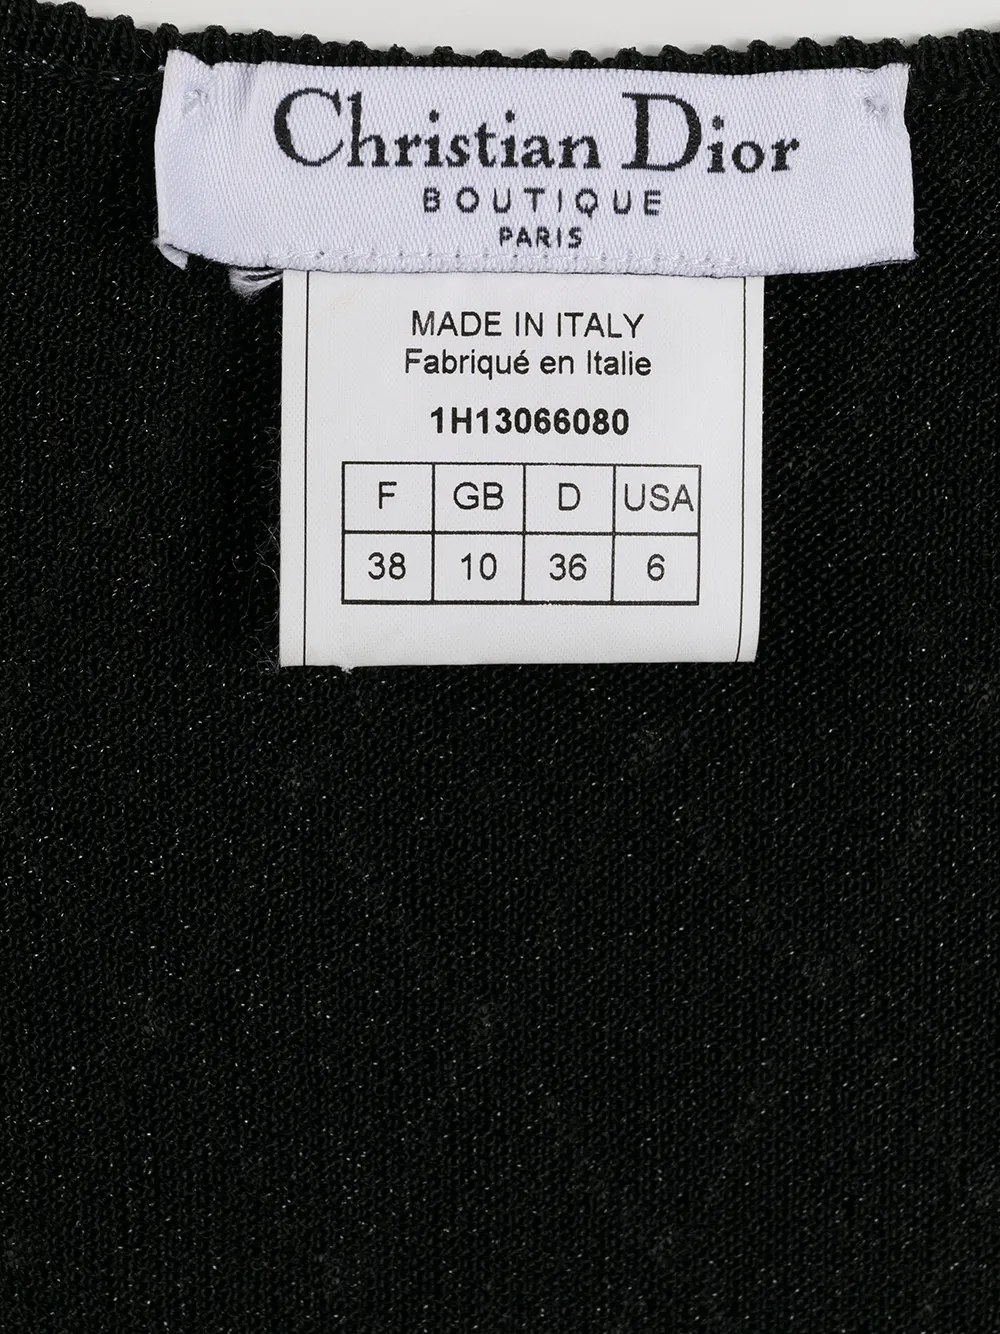 Christian Dior
BOUTIQUE
PARIS
MADE IN ITALY
Fabriqué en Italie
1H13066080
F GB D USA
38 10 36 6